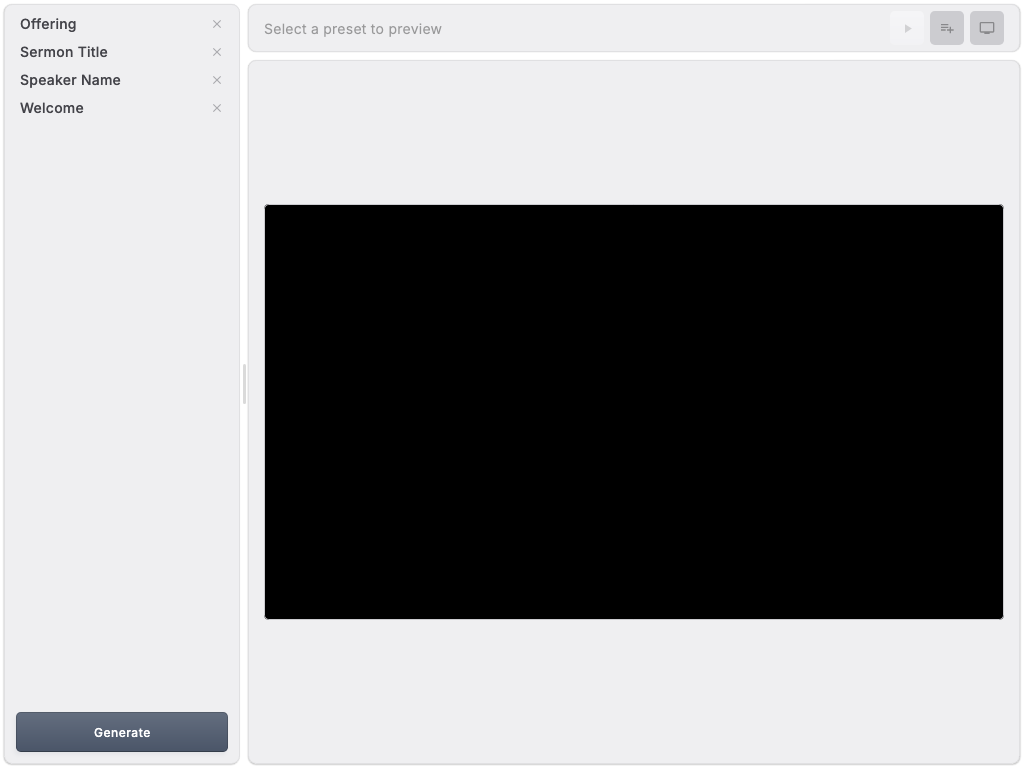 Offering
Sermon Title
Speaker Name
Welcome
Generate
Select a preset to preview